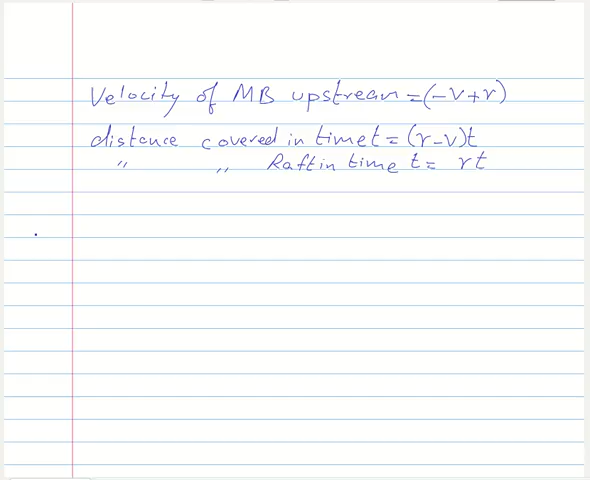 Velocity of MB upstream = (-v+r)
distance covered in time t = (r-v)t
" " Raft in time t = rt